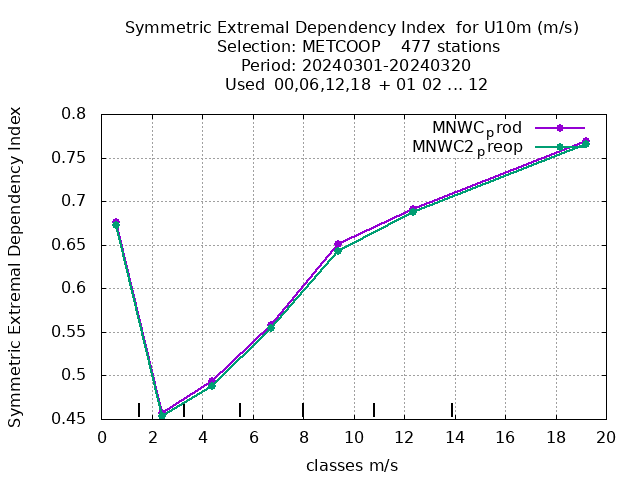 Symmetric Extremal Dependency Index for U10m (m/s)
Selection: METCOOP 477 stations
Period: 20240301-20240320
Used 00,06,12,18 + 01 02 ... 12
Symmetric Extremal Dependency Index
0.8
0.75
0.7
0.65
0.6
0.55
0.5
0.45
MNWCprod
MNWC2preop
0 2 4 6 8 10 12 14 16 18 20
classes m/s